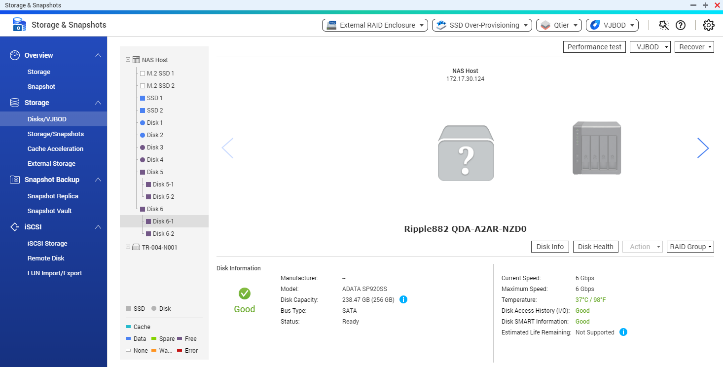 Storage & Snapshots
Storage & Snapshots
External RAID Enclosure
SSD Over-Provisioning
Qtier
VJBOD
Performance test
VJBOD
Recover
Overview
Storage
Snapshot
Storage
Disks/VJBOD
Storage/Snapshots
Cache Acceleration
External Storage
Snapshot Backup
Snapshot Replica
Snapshot Vault
iSCSI
iSCSI Storage
Remote Disk
LUN Import/Export
NAS Host
M.2 SSD 1
M.2 SSD 2
SSD 1
SSD 2
Disk 1
Disk 2
Disk 3
Disk 4
Disk 5
Disk 5-1
Disk 5-2
Disk 6
Disk 6-1
Disk 6-2
TR-004-N001
SSD
Disk
Cache
Data
Spare
Free
None
Wa...
Error
NAS Host
172.17.30.124
?
Ripple882 QDA-A2AR-NZD0
Disk Info
Disk Health
Action
RAID Group
Disk Information
Good
Manufacturer: --
Model: ADATA SP920SS
Disk Capacity: 238.47 GB (256 GB)
Bus Type: SATA
Status: Ready
Current Speed: 6 Gbps
Maximum Speed: 6 Gbps
Temperature: 37°C / 98°F
Disk Access History (I/O): Good
Disk SMART Information: Good
Estimated Life Remaining: Not Supported